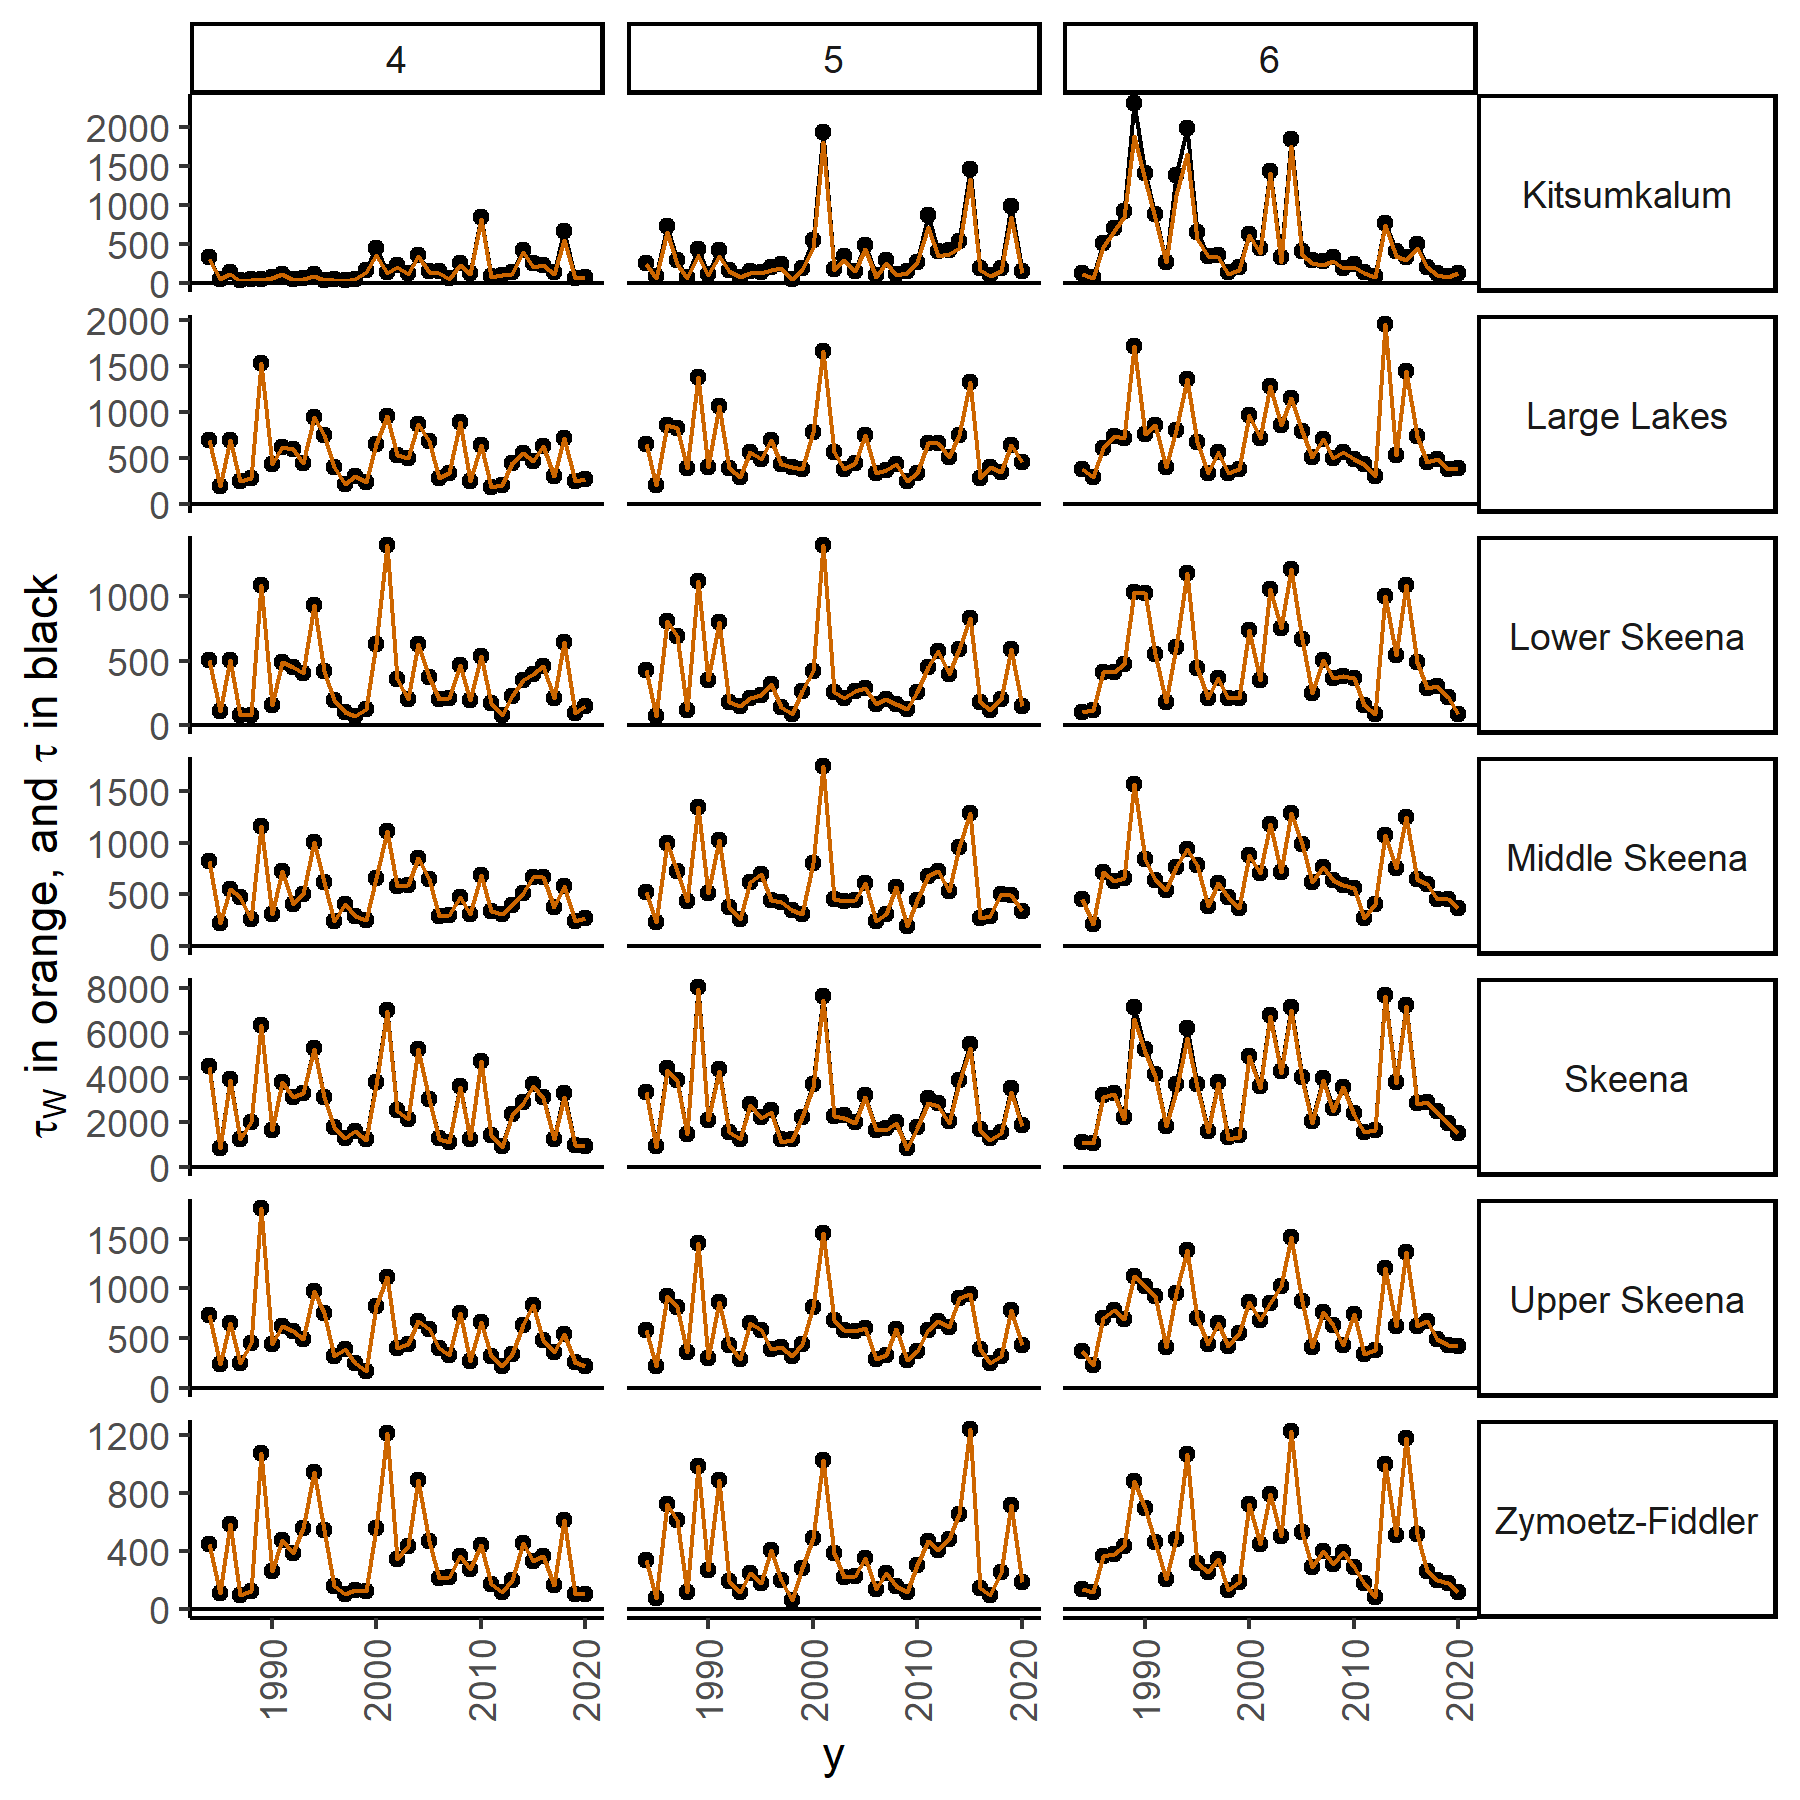 4 5 6
2000
1500
1000
500
0
Kitsumkalum
2000
1500
1000
500
0
Large Lakes
1000
500
0
Lower Skeena
1500
1000
500
0
Middle Skeena
8000
6000
4000
2000
0
Skeena
1500
1000
500
0
Upper Skeena
1200
800
400
0
Zymoetz-Fiddler
τW in orange, and τ in black
1990 2000 2010 2020 1990 2000 2010 2020 1990 2000 2010 2020
y